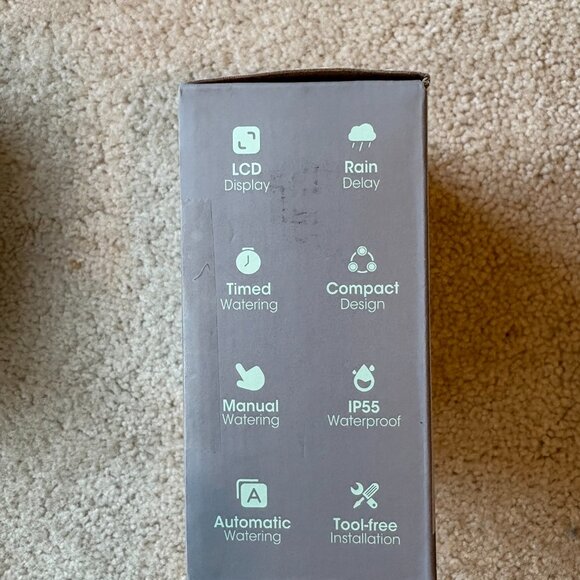 LCD
Display
Rain
Delay
Timed
Watering
Compact
Design
Manual
Watering
IP55
Waterproof
A
Automatic
Watering
Tool-free
Installation